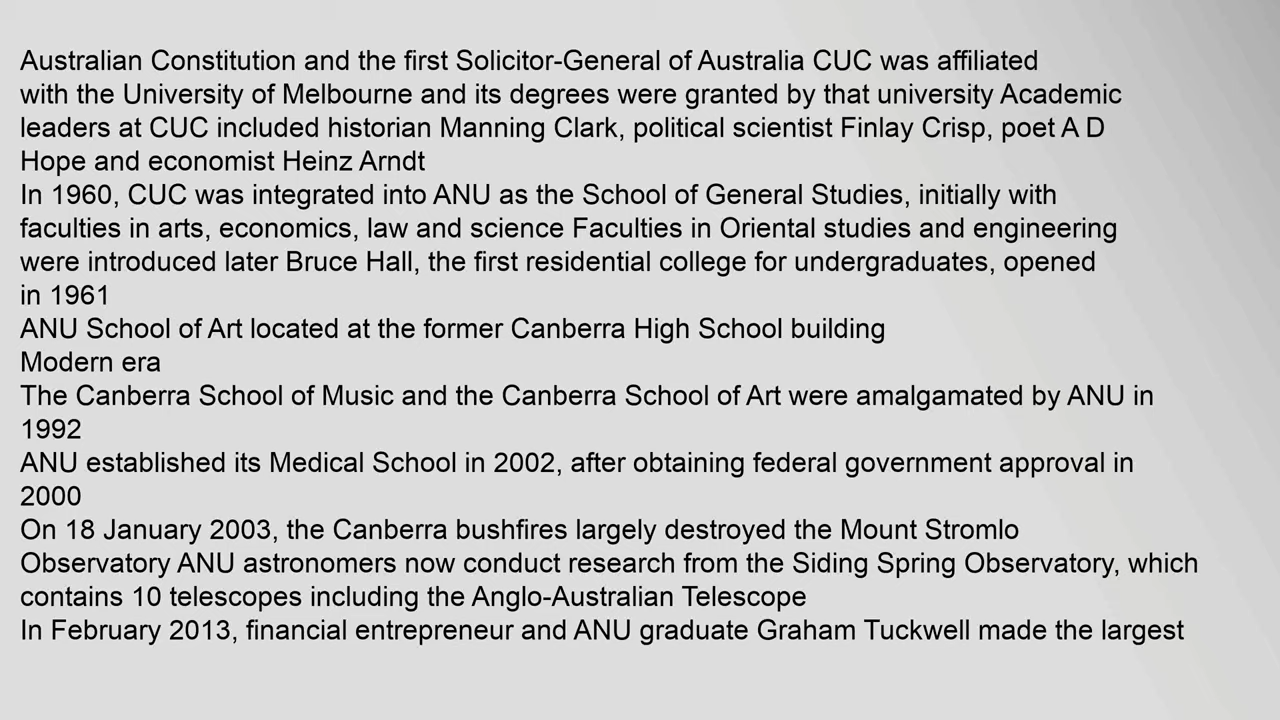 Australian Constitution and the first Solicitor-General of Australia CUC was affiliated
with the University of Melbourne and its degrees were granted by that university Academic
leaders at CUC included historian Manning Clark, political scientist Finlay Crisp, poet A D
Hope and economist Heinz Arndt
In 1960, CUC was integrated into ANU as the School of General Studies, initially with
faculties in arts, economics, law and science Faculties in Oriental studies and engineering
were introduced later Bruce Hall, the first residential college for undergraduates, opened
in 1961
ANU School of Art located at the former Canberra High School building
Modern era
The Canberra School of Music and the Canberra School of Art were amalgamated by ANU in
1992
ANU established its Medical School in 2002, after obtaining federal government approval in
2000
On 18 January 2003, the Canberra bushfires largely destroyed the Mount Stromlo
Observatory ANU astronomers now conduct research from the Siding Spring Observatory, which
contains 10 telescopes including the Anglo-Australian Telescope
In February 2013, financial entrepreneur and ANU graduate Graham Tuckwell made the largest